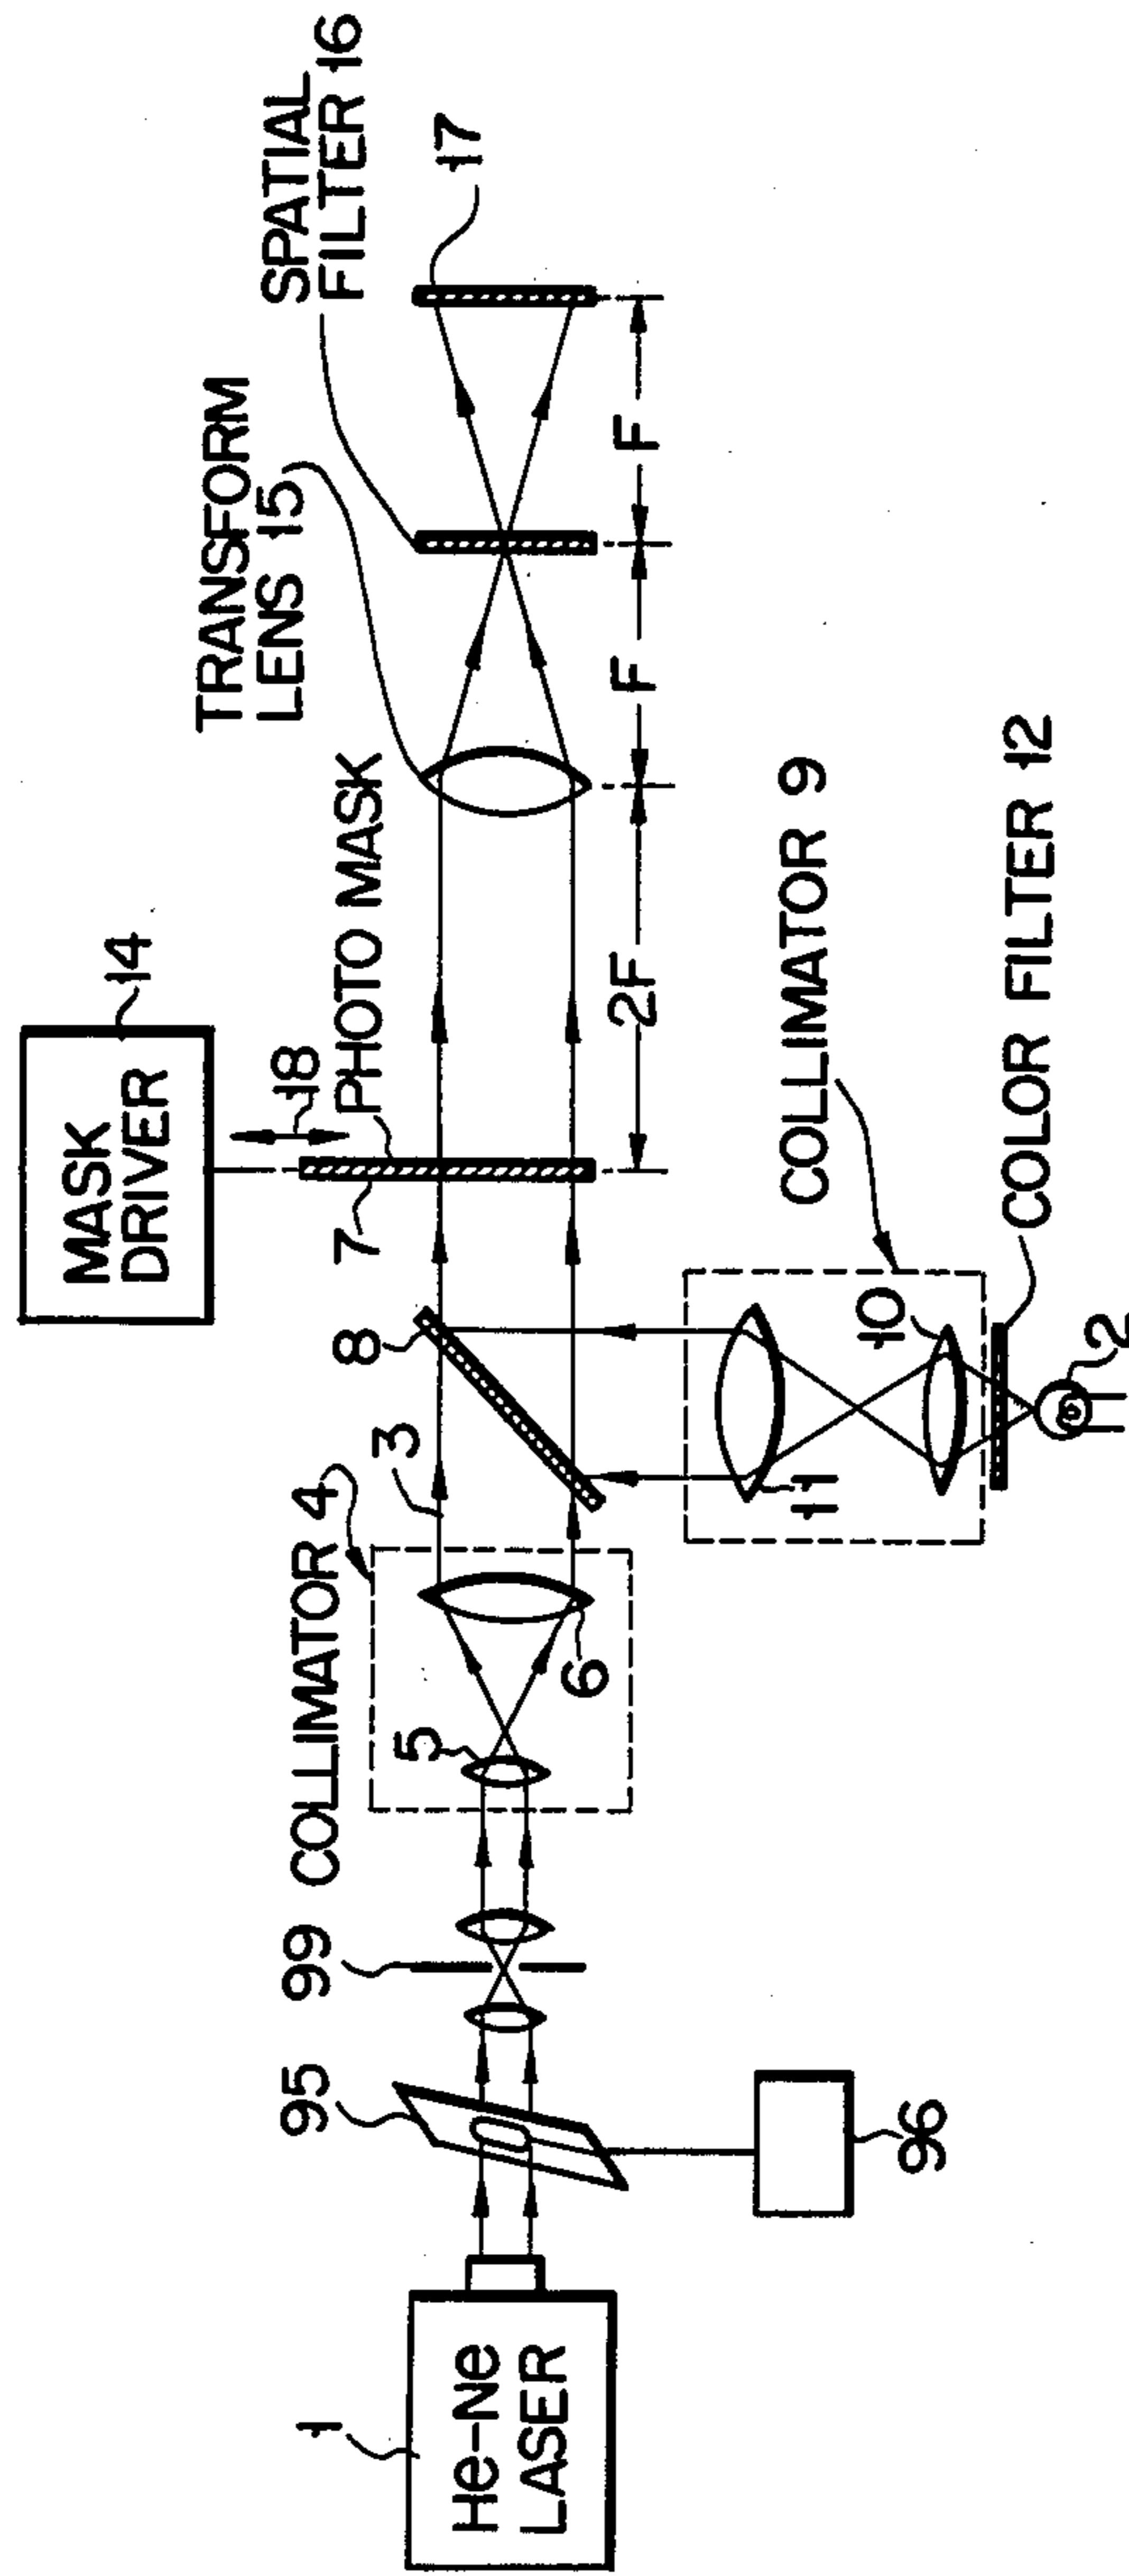 1
He-Ne
LASER
95
96
99
COLLIMATOR 4
5
6
3
8
7
PHOTO MASK
18
MASK
DRIVER
14
COLLIMATOR 9
10
11
COLOR FILTER 12
2
TRANSFORM
LENS 15
SPATIAL
FILTER 16
17
2F
F
F